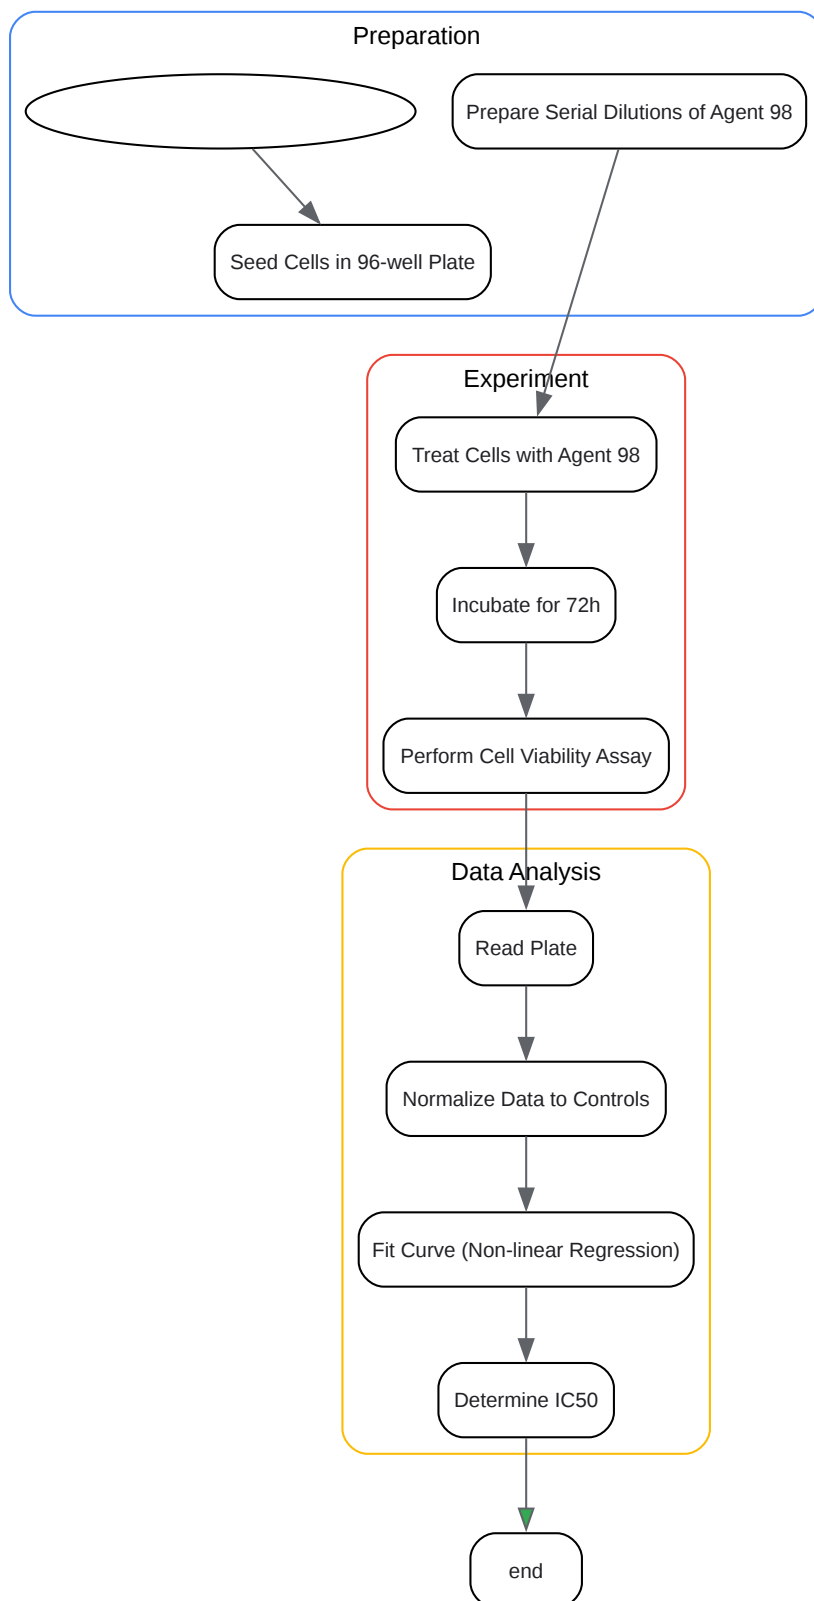 Preparation
Prepare Serial Dilutions of Agent 98
Seed Cells in 96-well Plate
Experiment
Treat Cells with Agent 98
Incubate for 72h
Perform Cell Viability Assay
Data Analysis
Read Plate
Normalize Data to Controls
Fit Curve (Non-linear Regression)
Determine IC50
end